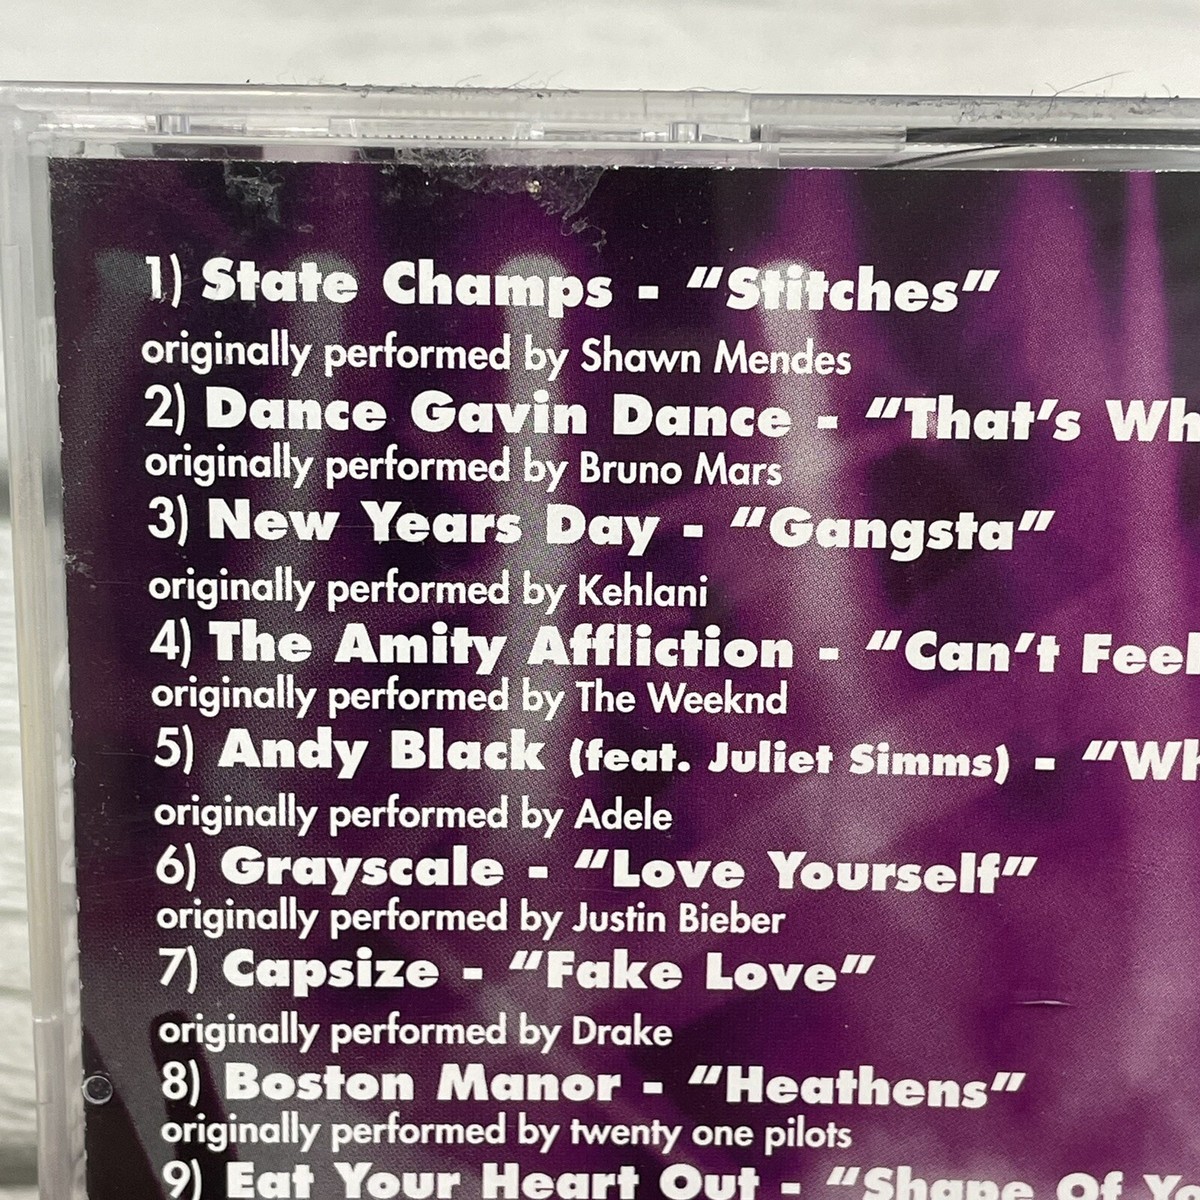 1) State Champs - “Stitches”
originally performed by Shawn Mendes
2) Dance Gavin Dance - “That’s
originally performed by Bruno Mars
3) New Years Day - “Gangsta”
originally performed by Kehlani
4) The Amity Affliction - “Can’t Feel
originally performed by The Weeknd
5) Andy Black (feat. Juliet Simms) -
originally performed by Adele
6) Grayscale - “Love Yourself”
originally performed by Justin Bieber
7) Capsize - “Fake Love”
originally performed by Drake
8) Boston Manor - “Heathens”
originally performed by twenty one pilots
9) Eat Your Heart Out - “Shape Of